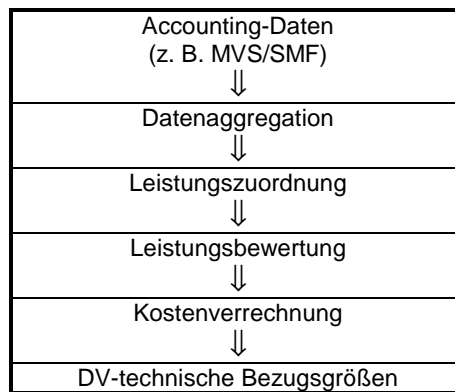 Accounting-Daten
(z. B. MVS/SMF)
⇓
Datenaggregation
⇓
Leistungszuordnung
⇓
Leistungsbewertung
⇓
Kostenverrechnung
⇓
DV-technische Bezugsgrößen